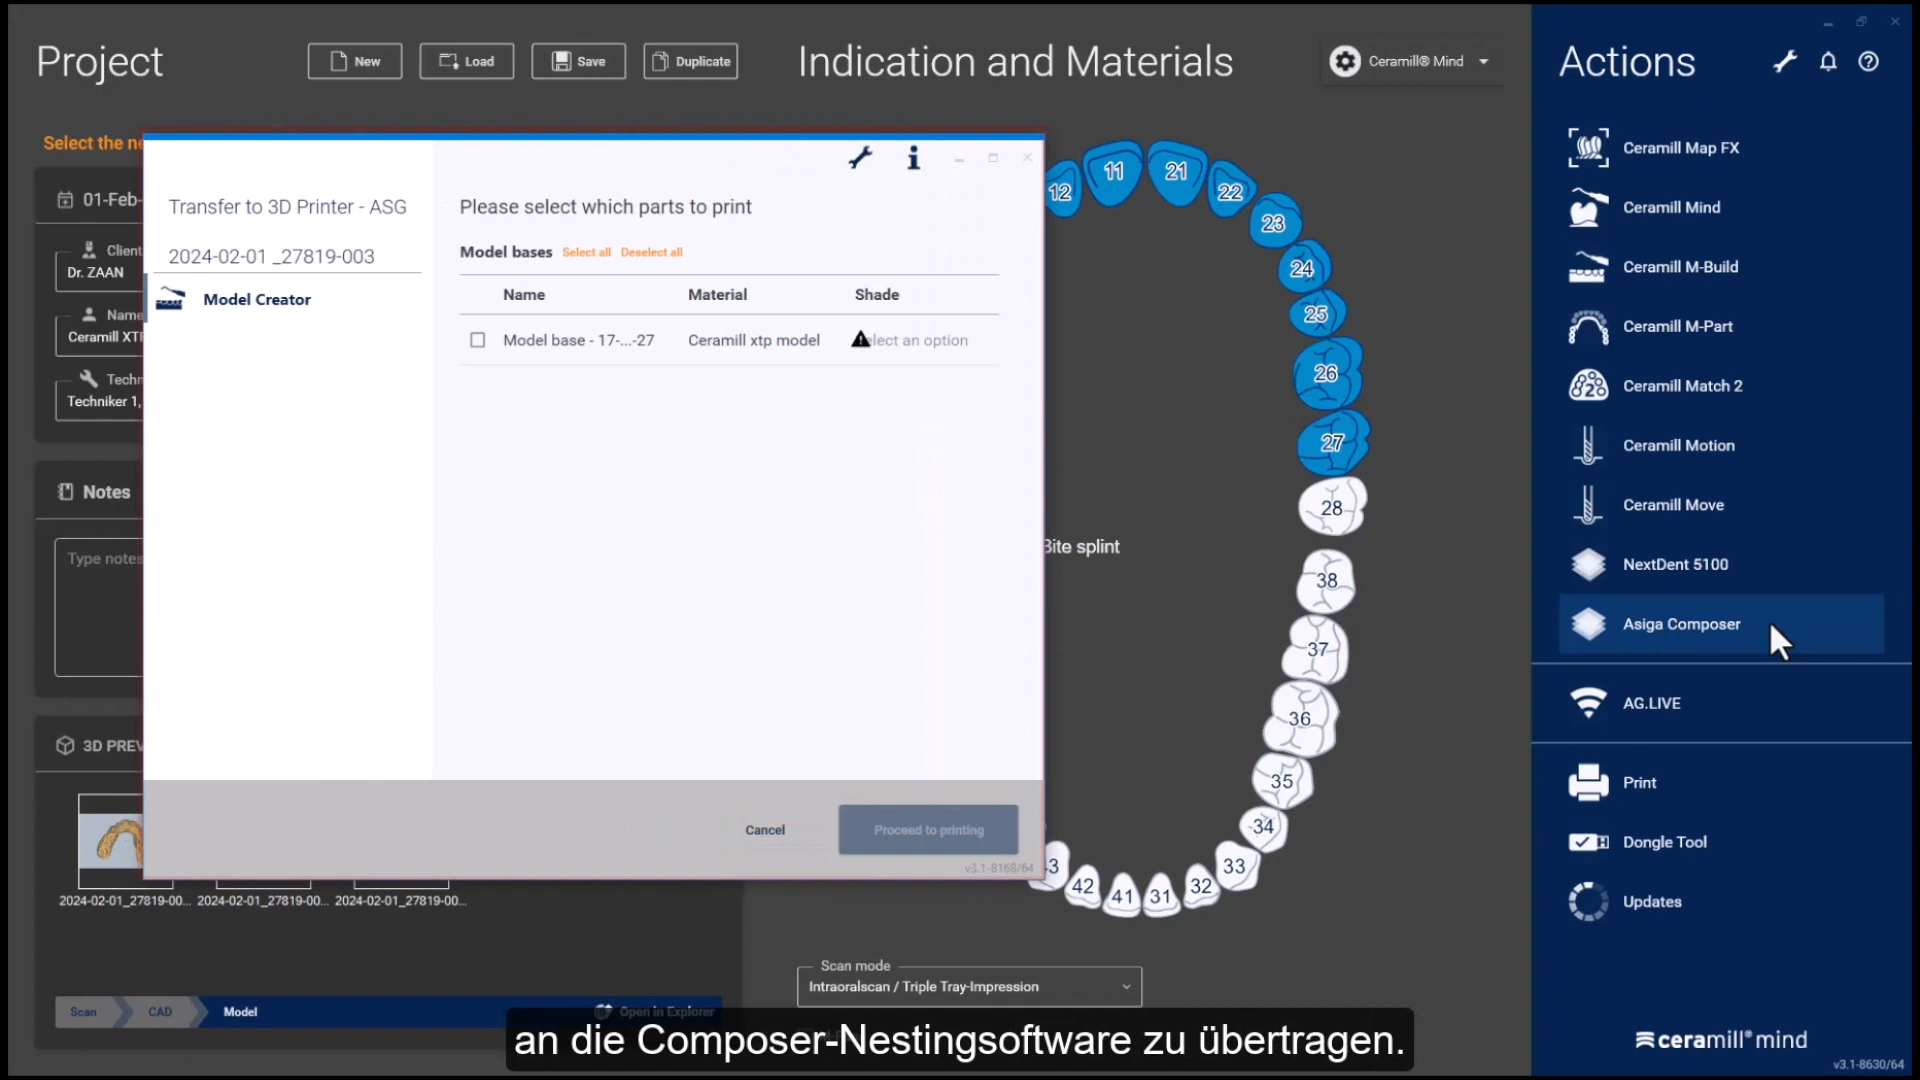 Project
New
Load
Save
Duplicate
Indication and Materials
Ceramill® Mind
Actions
Select the
01-Feb-
Client
Dr. ZAAN
Name
Ceramill
Techniker 1,
Notes
Type notes
3D
2024-02-01_27819-00...
2024-02-01_27819-00...
2024-02-01_27819-00...
Scan
CAD
Model
Open in Explorer
Transfer to 3D Printer - ASG
2024-02-01 _27819-003
Model Creator
Please select which parts to print
Model bases
Select all
Deselect all
Name
Material
Shade
Model base - 17-...-27
Ceramill xtp model
an option
Cancel
Proceed to printing
v3.1-8168/64
12
11
21
22
23
24
25
26
27
28
Bite splint
38
37
36
35
34
33
32
31
41
42
Scan mode
Intraoralscan / Triple Tray-Impression
Ceramill Map FX
Ceramill Mind
Ceramill M-Build
Ceramill M-Part
Ceramill Match 2
Ceramill Motion
Ceramill Move
NextDent 5100
Asiga Composer
AG.LIVE
Print
Dongle Tool
Updates
ceramill® mind
v3.1-8630/64
an die Composer-Nestingsoftware zu übertragen.